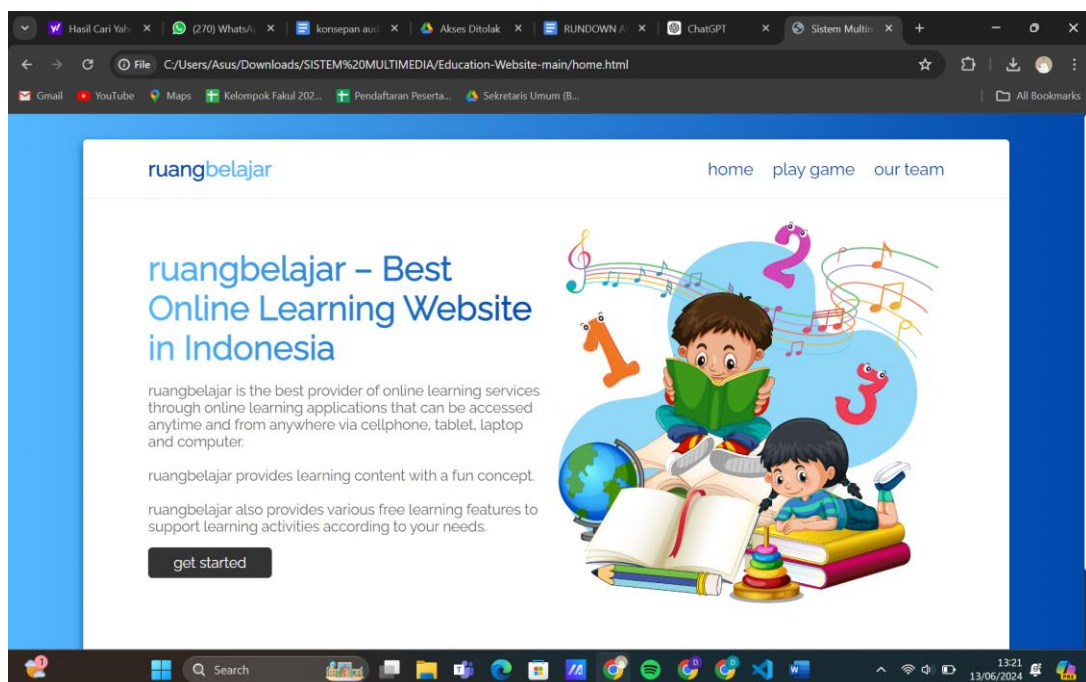 Hasil Cari Yah
(270) WhatsA
konsepan aud
Akses Ditolak
RUNDOWN A
ChatGPT
Sistem Multim
File C:/Users/Asus/Downloads/SISTEM%20MULTIMEDIA/Education-Website-main/home.html
Gmail YouTube Maps Kelompok Fakul 202... Pendaftaran Peserta... Sekretaris Umum (B... All Bookmarks
ruangbelajar
home play game our team
ruangbelajar – Best
Online Learning Website
in Indonesia
ruangbelajar is the best provider of online learning services
through online learning applications that can be accessed
anytime and from anywhere via cellphone, tablet, laptop
and computer.
ruangbelajar provides learning content with a fun concept.
ruangbelajar also provides various free learning features to
support learning activities according to your needs.
get started
1
2
3
Search
13:21
13/06/2024